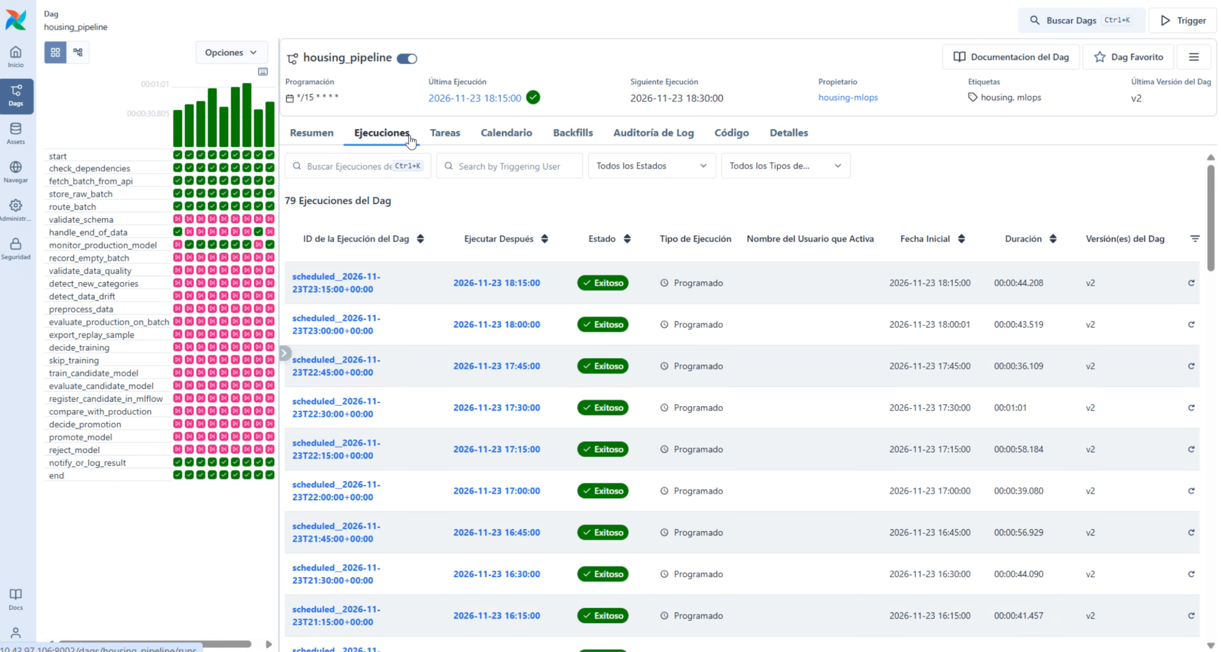 Dag
housing_pipeline
Buscar Dags Ctrl+K
Trigger
Inicio
Dags
Assets
Navegar
Administr...
Seguridad
Docs
Opciones
00:01:01
00:00:30.805
start
check_dependencies
fetch_batch_from_api
store_raw_batch
route_batch
validate_schema
handle_end_of_data
monitor_production_model
record_empty_batch
validate_data_quality
detect_new_categories
detect_data_drift
preprocess_data
evaluate_production_on_batch
export_replay_sample
decide_training
skip_training
train_candidate_model
evaluate_candidate_model
register_candidate_in_mlflow
compare_with_production
decide_promotion
promote_model
reject_model
notify_or_log_result
end
housing_pipeline
Documentacion del Dag
Dag Favorito
Programación Última Ejecución Siguiente Ejecución Propietario Etiquetas Última Versión del Dag
*/15 * * * * 2026-11-23 18:15:00 2026-11-23 18:30:00 housing-mlops housing, mlops v2
Resumen Ejecuciones Tareas Calendario Backfills Auditoría de Log Código Detalles
Buscar Ejecuciones de Ctrl+K Search by Triggering User Todos los Estados Todos los Tipos de...
79 Ejecuciones del Dag
ID de la Ejecución del Dag Ejecutar Después Estado Tipo de Ejecución Nombre del Usuario que Activa Fecha Inicial Duración Versión(es) del Dag
scheduled__2026-11-
23T23:15:00+00:00 2026-11-23 18:15:00 Exitoso Programado 2026-11-23 18:15:00 00:00:44.208 v2
scheduled__2026-11-
23T23:00:00+00:00 2026-11-23 18:00:00 Exitoso Programado 2026-11-23 18:00:01 00:00:43.519 v2
scheduled__2026-11-
23T22:45:00+00:00 2026-11-23 17:45:00 Exitoso Programado 2026-11-23 17:45:00 00:00:36.109 v2
scheduled__2026-11-
23T22:30:00+00:00 2026-11-23 17:30:00 Exitoso Programado 2026-11-23 17:30:00 00:01:01 v2
scheduled__2026-11-
23T22:15:00+00:00 2026-11-23 17:15:00 Exitoso Programado 2026-11-23 17:15:00 00:00:58.184 v2
scheduled__2026-11-
23T22:00:00+00:00 2026-11-23 17:00:00 Exitoso Programado 2026-11-23 17:00:00 00:00:39.080 v2
scheduled__2026-11-
23T21:45:00+00:00 2026-11-23 16:45:00 Exitoso Programado 2026-11-23 16:45:00 00:00:56.929 v2
scheduled__2026-11-
23T21:30:00+00:00 2026-11-23 16:30:00 Exitoso Programado 2026-11-23 16:30:00 00:00:44.090 v2
scheduled__2026-11-
23T21:15:00+00:00 2026-11-23 16:15:00 Exitoso Programado 2026-11-23 16:15:00 00:00:41.457 v2
scheduled__2026-11-